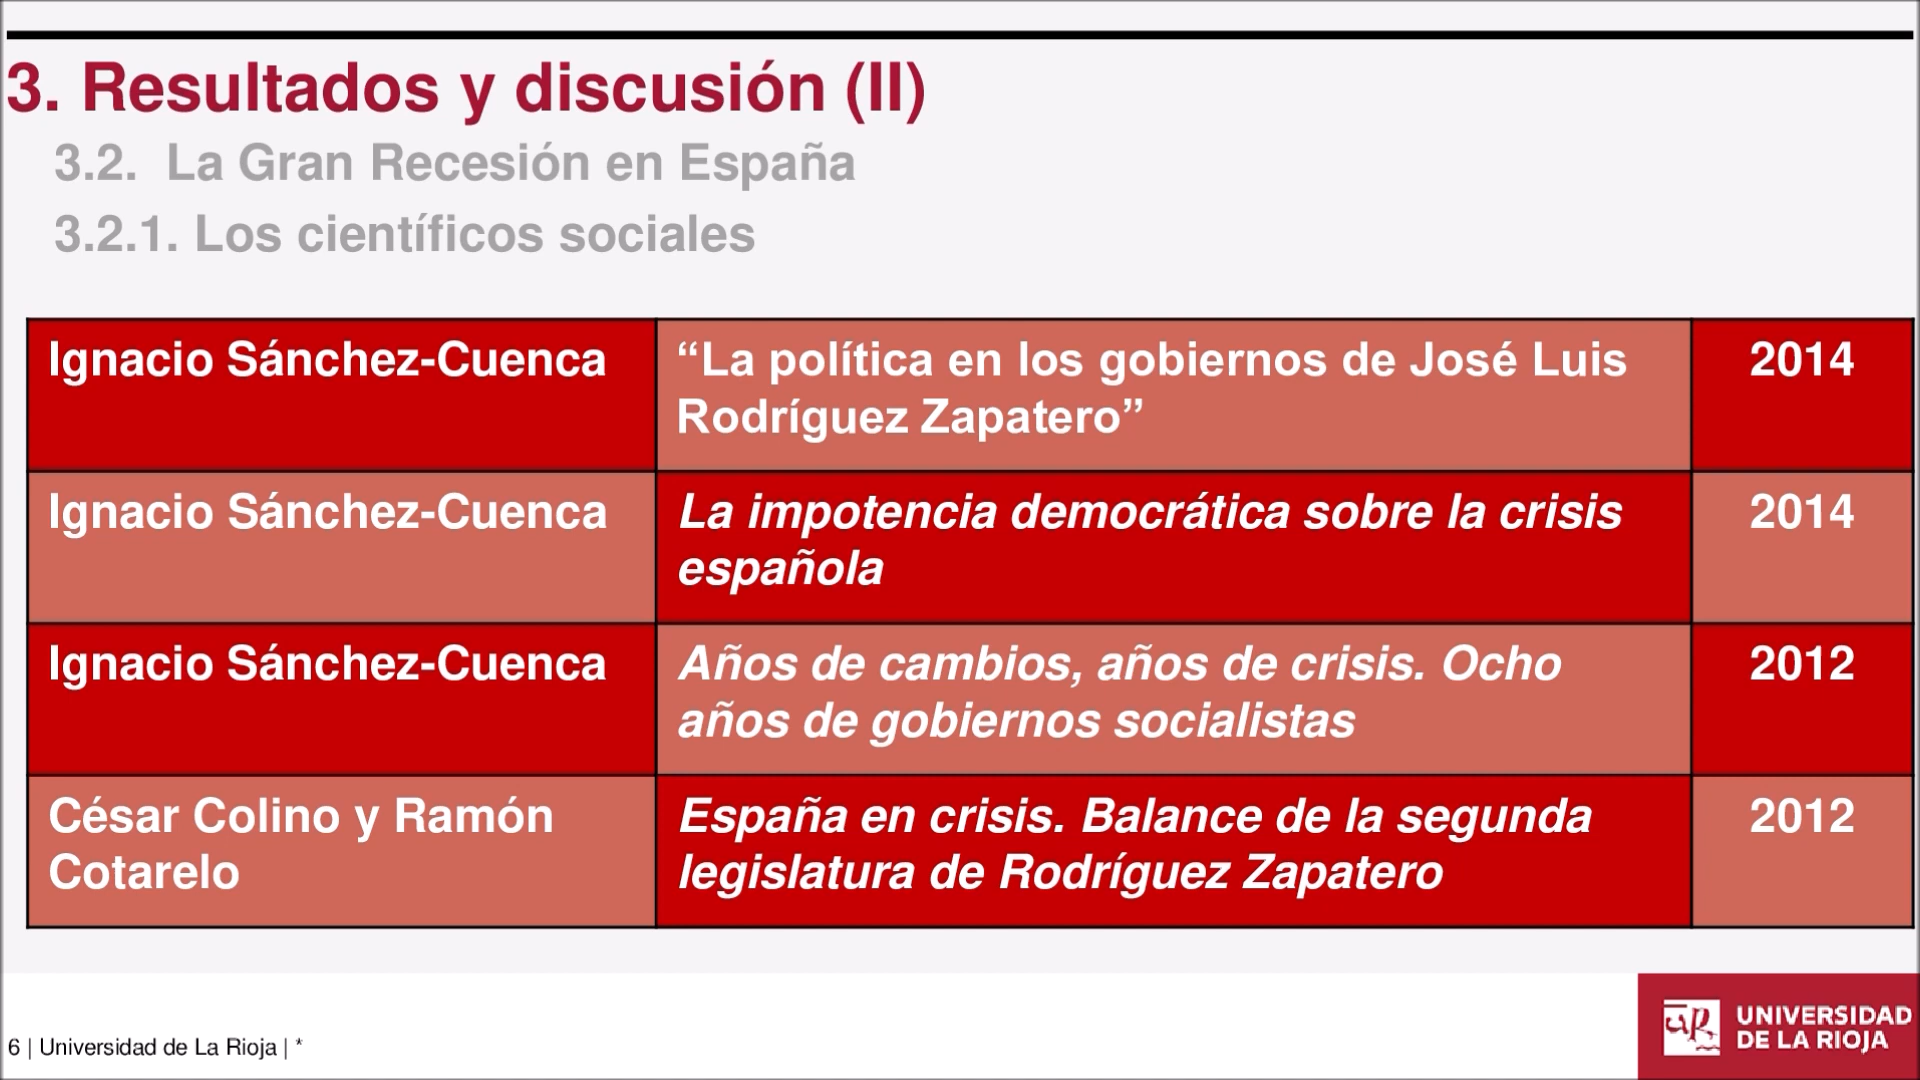 3. Resultados y discusión (II)
3.2. La Gran Recesión en España
3.2.1. Los científicos sociales
Ignacio Sánchez-Cuenca
“La política en los gobiernos de José Luis
Rodríguez Zapatero”
2014
Ignacio Sánchez-Cuenca
La impotencia democrática sobre la crisis
española
2014
Ignacio Sánchez-Cuenca
Años de cambios, años de crisis. Ocho
años de gobiernos socialistas
2012
César Colino y Ramón
Cotarelo
España en crisis. Balance de la segunda
legislatura de Rodríguez Zapatero
2012
6 | Universidad de La Rioja | *
UNIVERSIDAD
DE LA RIOJA